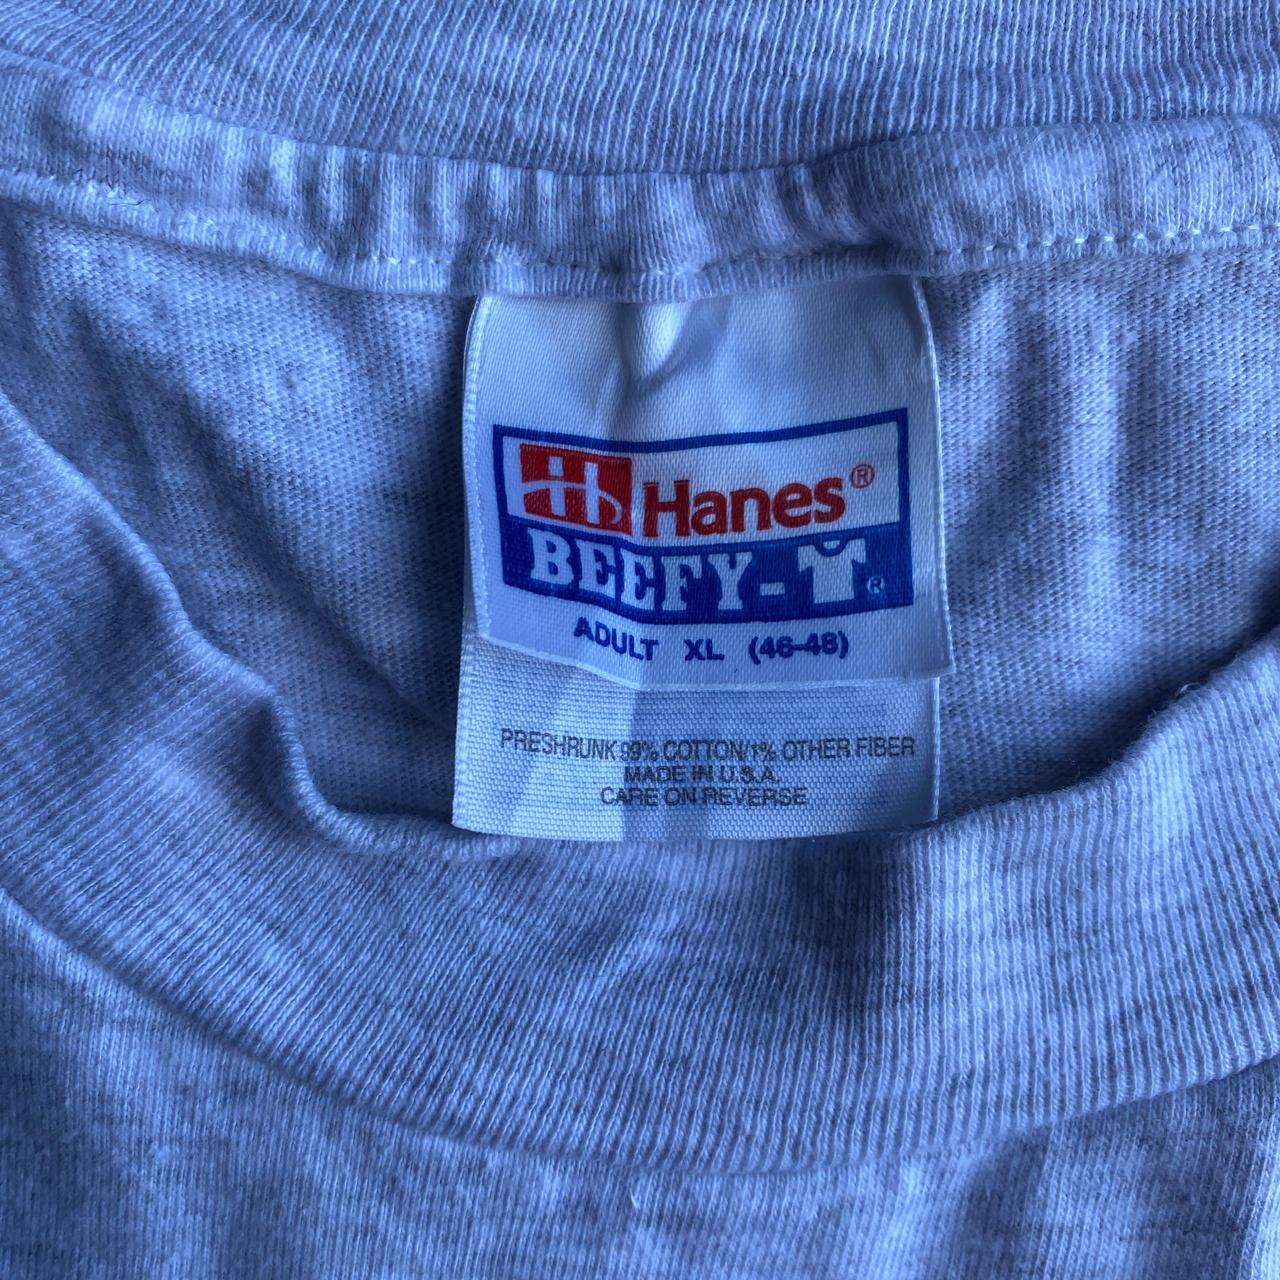 Hanes®
BEEFY-T®
ADULT XL (46-48)
PRESHRUNK 99% COTTON/1% OTHER FIBER
MADE IN U.S.A.
CARE ON REVERSE